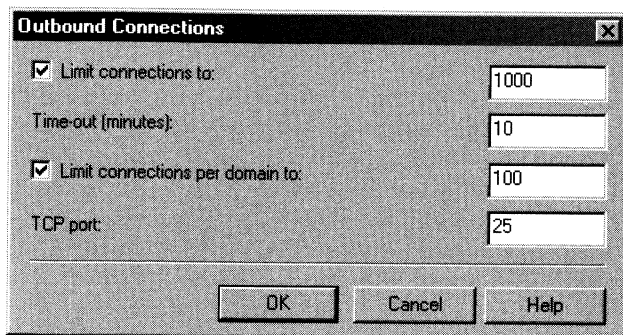 Outbound Connections
Limit connections to: 1000
Time-out (minutes): 10
Limit connections per domain to: 100
TCP port: 25
OK Cancel Help